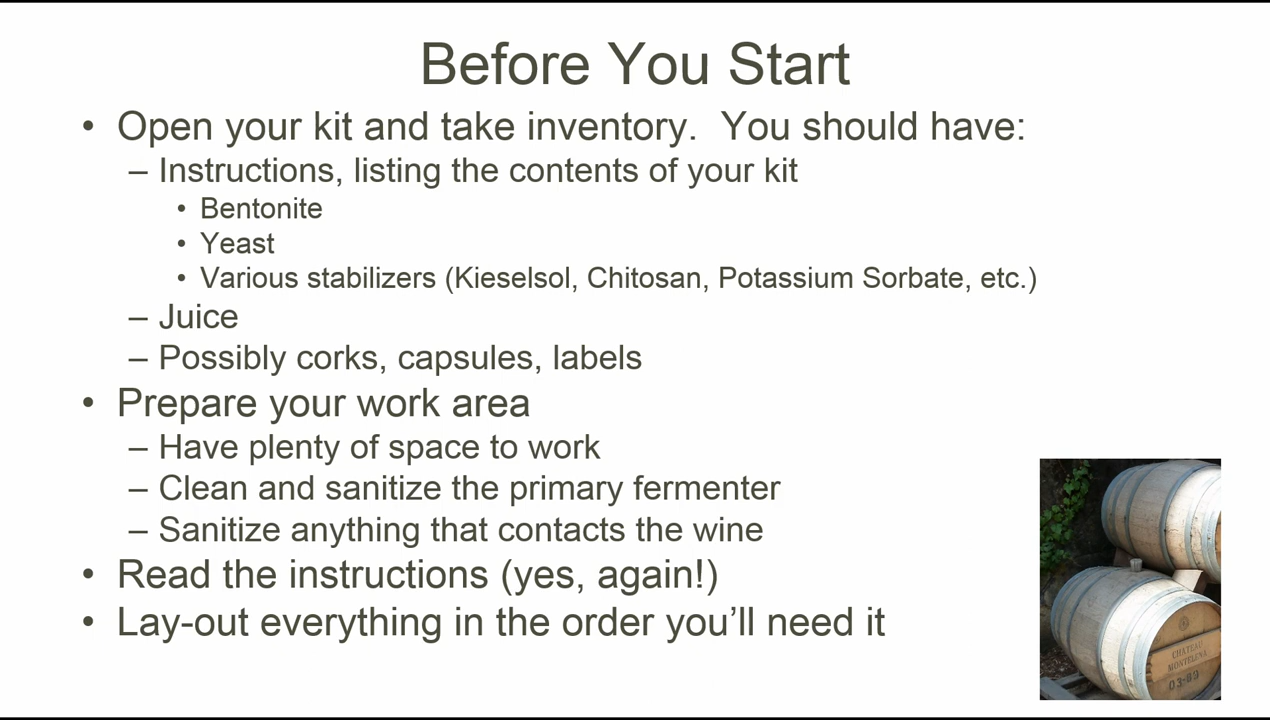 Before You Start
• Open your kit and take inventory.  You should have:
– Instructions, listing the contents of your kit
• Bentonite
• Yeast
• Various stabilizers (Kieselsol, Chitosan, Potassium Sorbate, etc.)
– Juice
– Possibly corks, capsules, labels
• Prepare your work area
– Have plenty of space to work
– Clean and sanitize the primary fermenter
– Sanitize anything that contacts the wine
• Read the instructions (yes, again!)
• Lay-out everything in the order you’ll need it
CHATEAU
MONTELENA